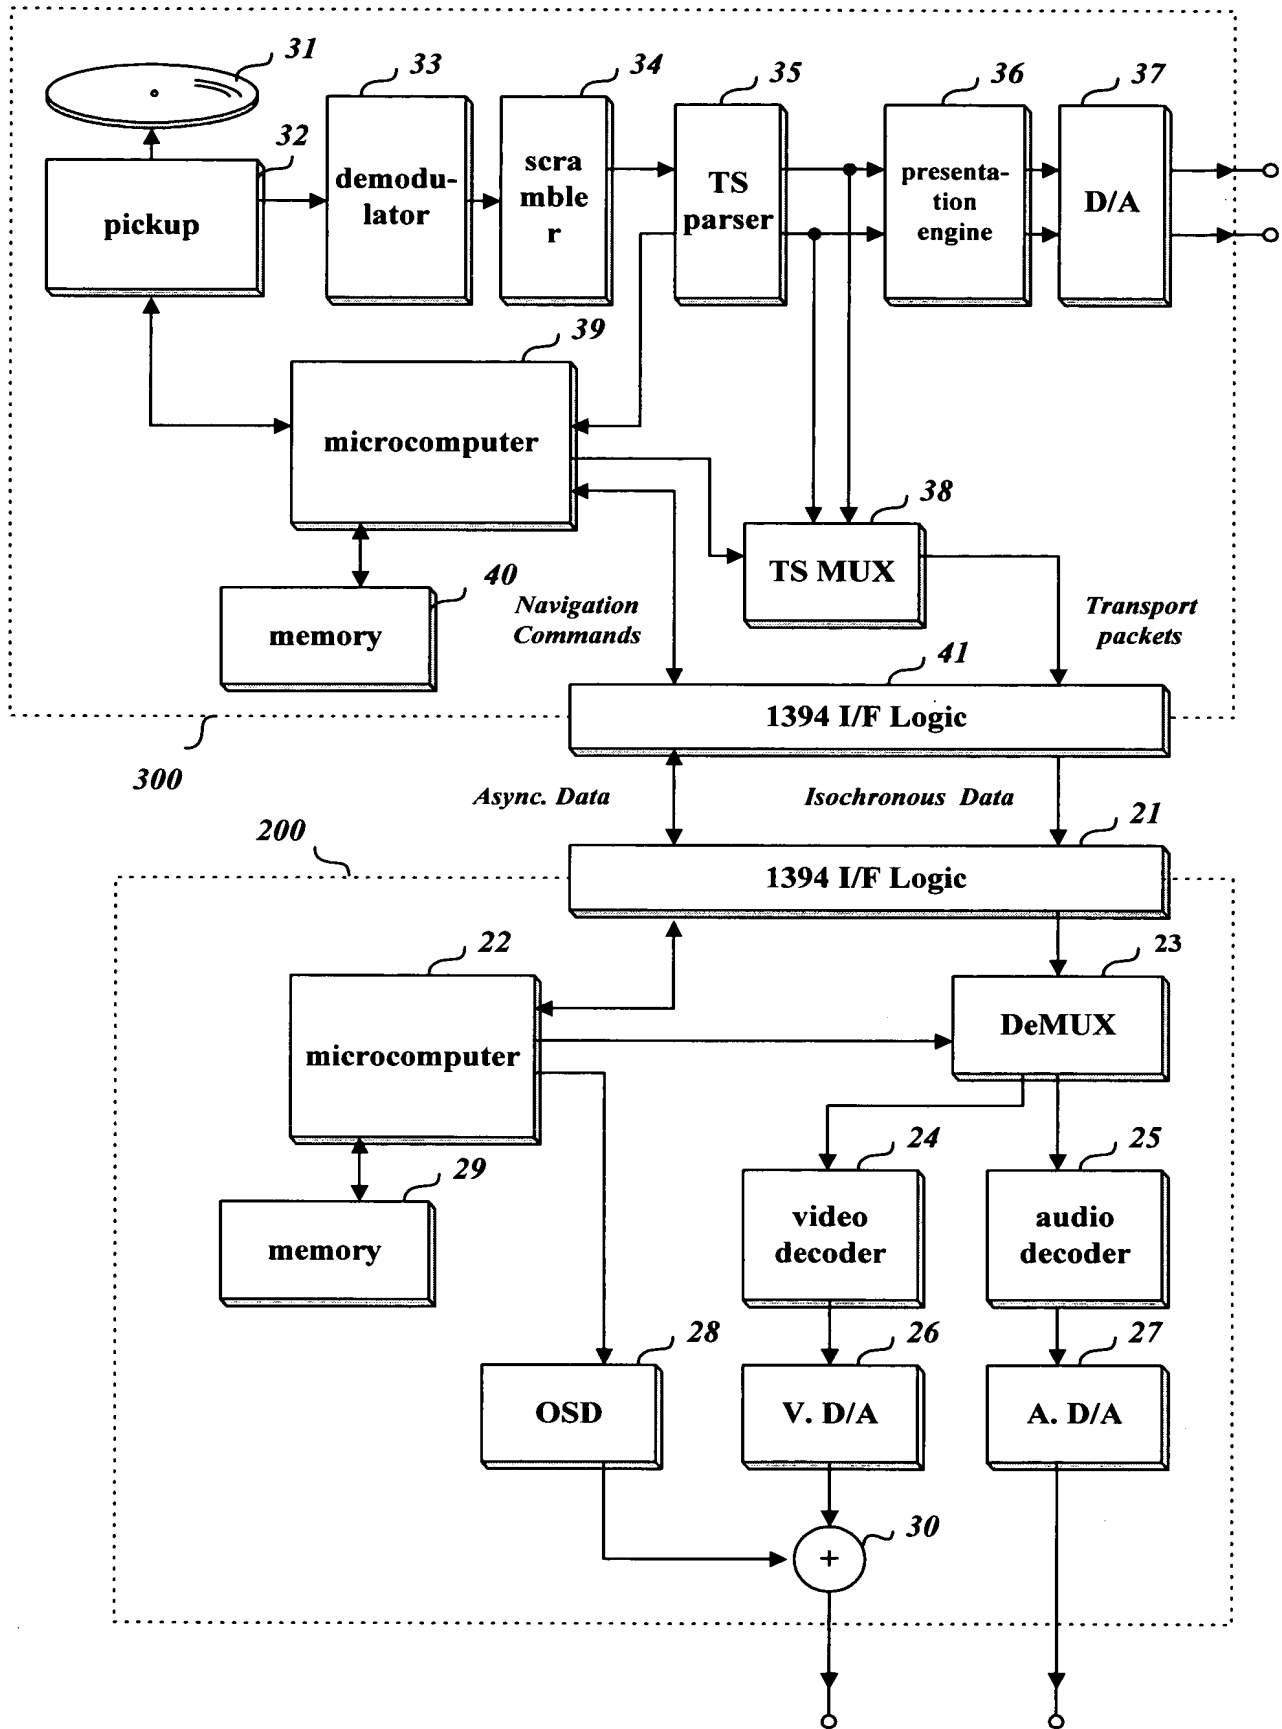 31
33
34
35
36
37
32
pickup
demodu-
lator
scra
mble
r
TS
parser
presenta-
tion
engine
D/A
39
microcomputer
38
TS MUX
40
memory
Navigation
Commands
Transport
packets
41
1394 I/F Logic
300
Async. Data
Isochronous Data
21
200
1394 I/F Logic
22
23
microcomputer
DeMUX
24
25
29
memory
video
decoder
audio
decoder
28
26
27
OSD
V. D/A
A. D/A
30
+